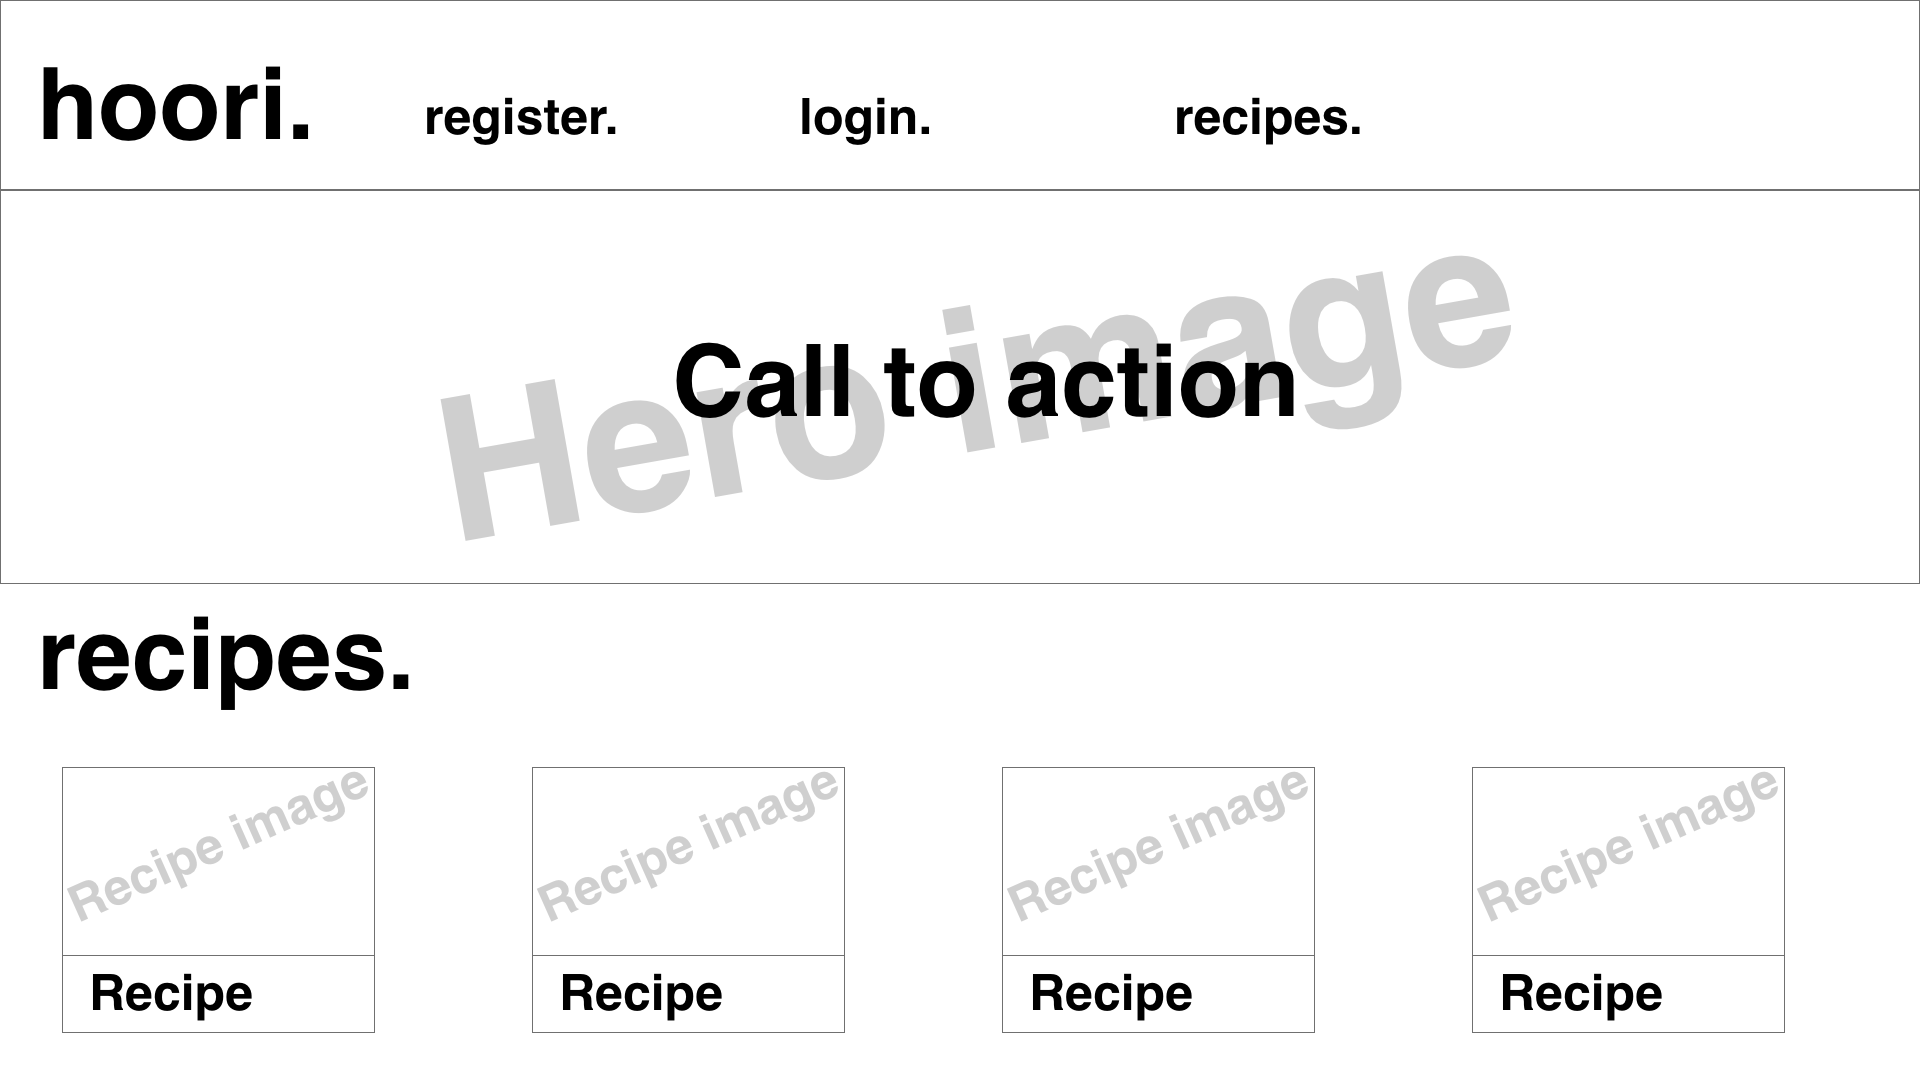 hoori. register. login. recipes.
Hero image
Call to action
recipes.
Recipe image Recipe image Recipe image Recipe image
Recipe Recipe Recipe Recipe